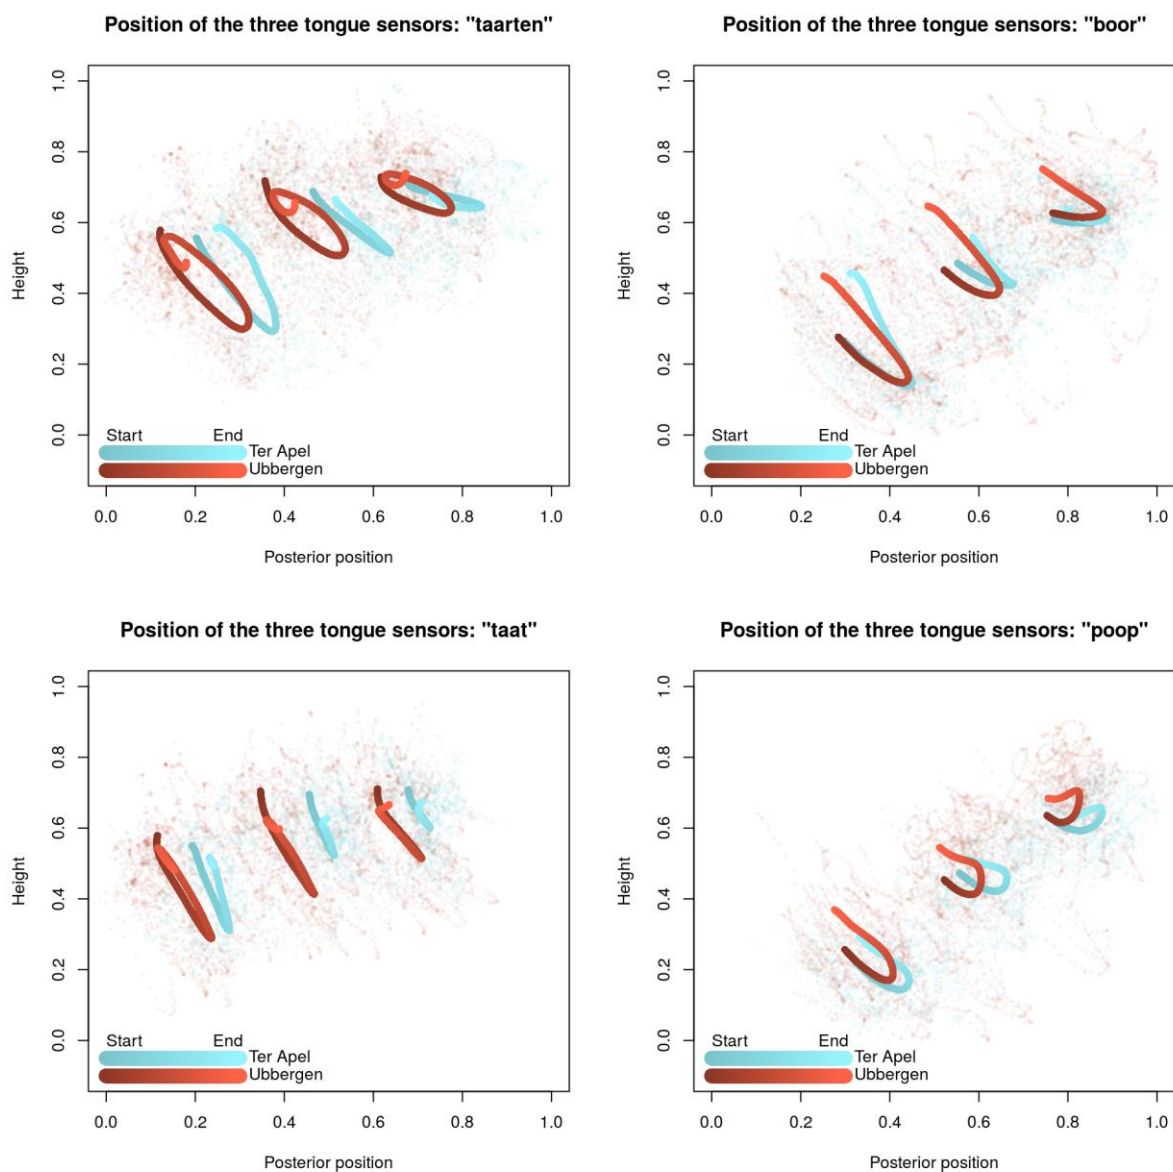 Position of the three tongue sensors: "taarten"
Height
1.0
0.8
0.6
0.4
0.2
0.0
Start End
Ter Apel
Ubbergen
0.0 0.2 0.4 0.6 0.8 1.0
Posterior position
Position of the three tongue sensors: "boor"
Height
1.0
0.8
0.6
0.4
0.2
0.0
Start End
Ter Apel
Ubbergen
0.0 0.2 0.4 0.6 0.8 1.0
Posterior position
Position of the three tongue sensors: "taat"
Height
1.0
0.8
0.6
0.4
0.2
0.0
Start End
Ter Apel
Ubbergen
0.0 0.2 0.4 0.6 0.8 1.0
Posterior position
Position of the three tongue sensors: "poop"
Height
1.0
0.8
0.6
0.4
0.2
0.0
Start End
Ter Apel
Ubbergen
0.0 0.2 0.4 0.6 0.8 1.0
Posterior position